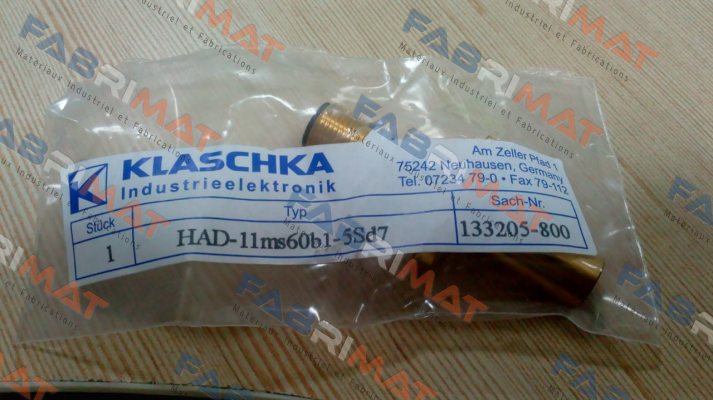 KLASCHKA
Industrieelektronik
Am Zeller Pfad 1
75242 Neuhausen, Germany
Tel. 07234 79-0 • Fax 79-112
Stück
Typ
Sach-Nr.
1
HAD-11ms60b1-5Sd7
133205-800
FABRIMAT
Matériaux Industriel et Fabrications